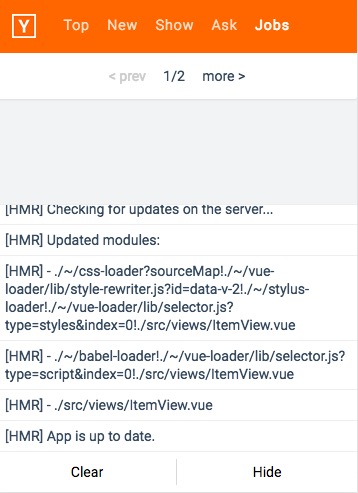 Y Top New Show Ask Jobs
< prev 1/2 more >
[HMR] Checking for updates on the server...
[HMR] Updated modules:
[HMR] - ./~/css-loader?sourceMap!./~/vue-
loader/lib/style-rewriter.js?id=data-v-2!./~/stylus-
loader!./~/vue-loader/lib/selector.js?
type=styles&index=0!./src/views/ItemView.vue
[HMR] - ./~/babel-loader!./~/vue-loader/lib/selector.js?
type=script&index=0!./src/views/ItemView.vue
[HMR] - ./src/views/ItemView.vue
[HMR] App is up to date.
Clear Hide